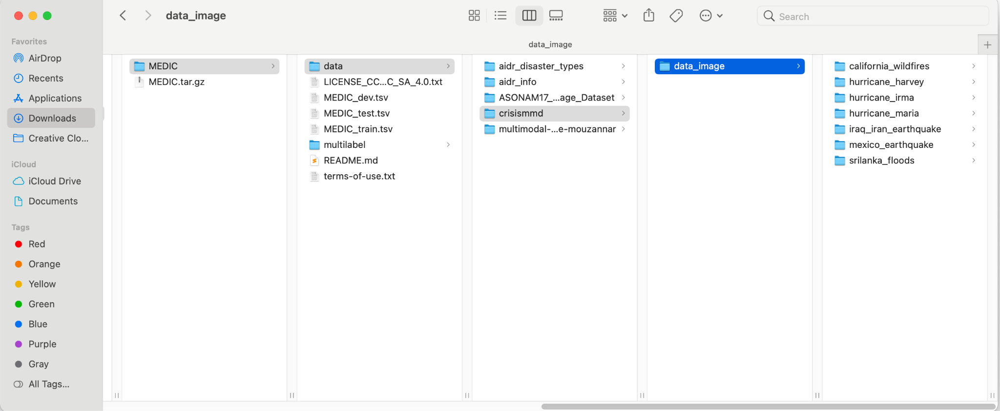 data_image
Search
data_image
Favorites
AirDrop
Recents
Applications
Downloads
Creative Clo...
iCloud
iCloud Drive
Documents
Tags
Red
Orange
Yellow
Green
Blue
Purple
Gray
All Tags...
MEDIC
MEDIC.tar.gz
data
LICENSE_CC...C_SA_4.0.txt
MEDIC_dev.tsv
MEDIC_test.tsv
MEDIC_train.tsv
multilabel
README.md
terms-of-use.txt
aidr_disaster_types
aidr_info
ASONAM17_...age_Dataset
crisismmd
multimodal-...e-mouzannar
data_image
california_wildfires
hurricane_harvey
hurricane_irma
hurricane_maria
iraq_iran_earthquake
mexico_earthquake
srilanka_floods